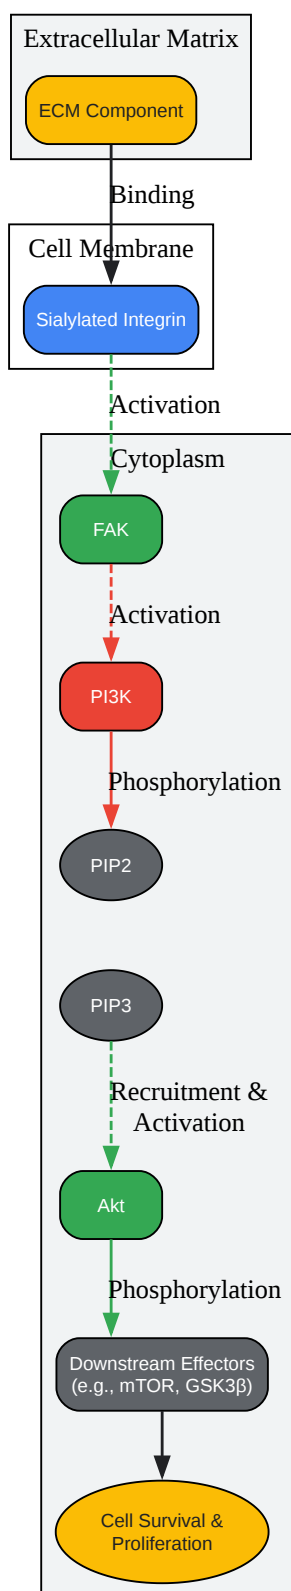 Extracellular Matrix
ECM Component
Binding
Cell Membrane
Sialylated Integrin
Activation
Cytoplasm
FAK
Activation
PI3K
Phosphorylation
PIP2
PIP3
Recruitment &
Activation
Akt
Phosphorylation
Downstream Effectors
(e.g., mTOR, GSK3β)
Cell Survival &
Proliferation